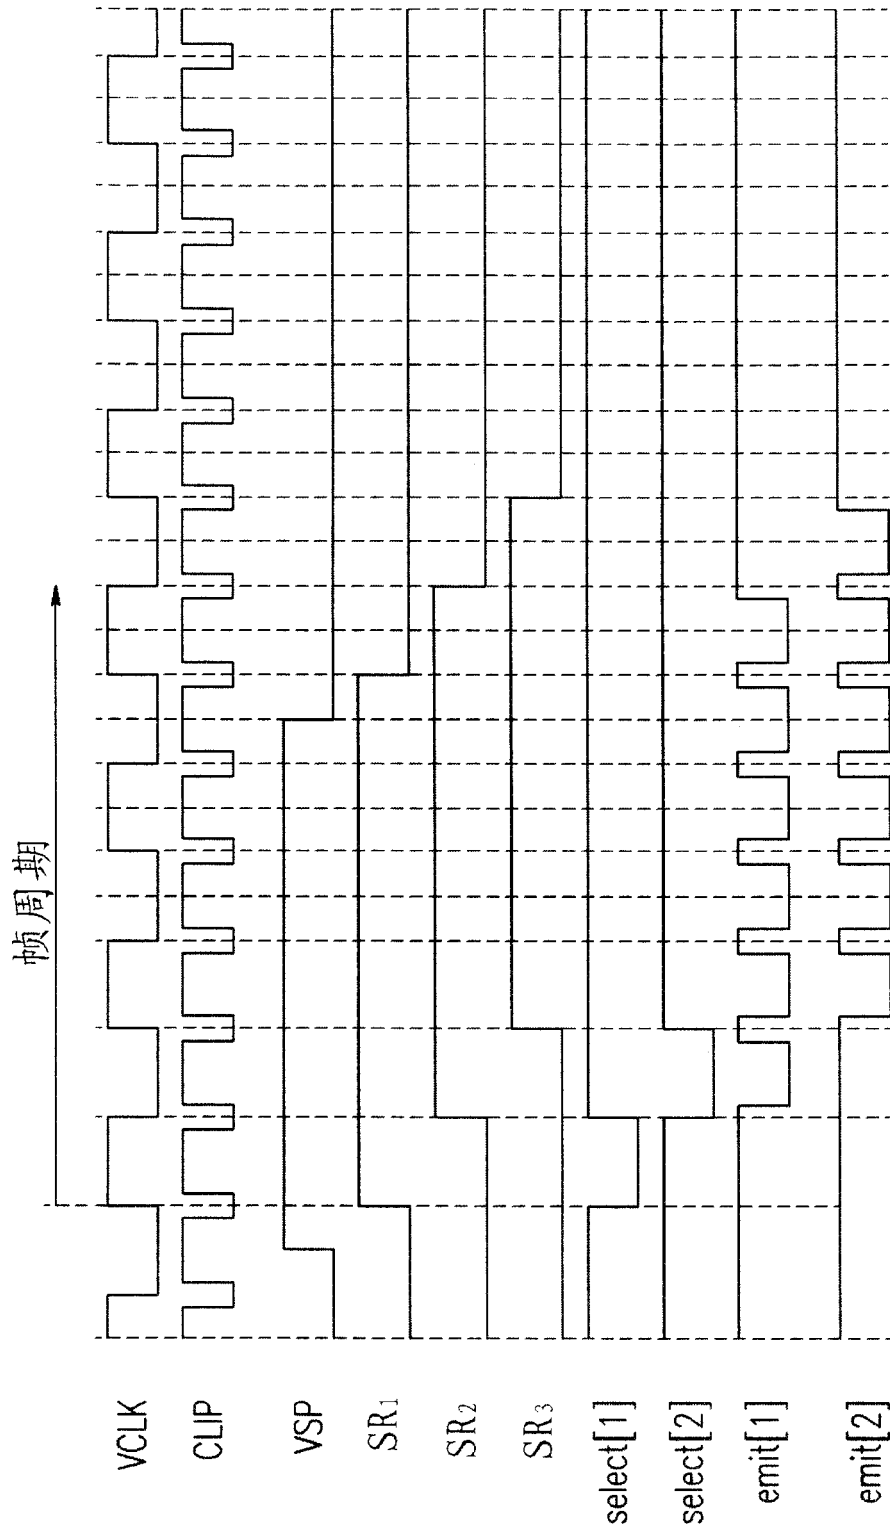 帧周期
VCLK
CLIP
VSP
SR1
SR2
SR3
select[1]
select[2]
emit[1]
emit[2]